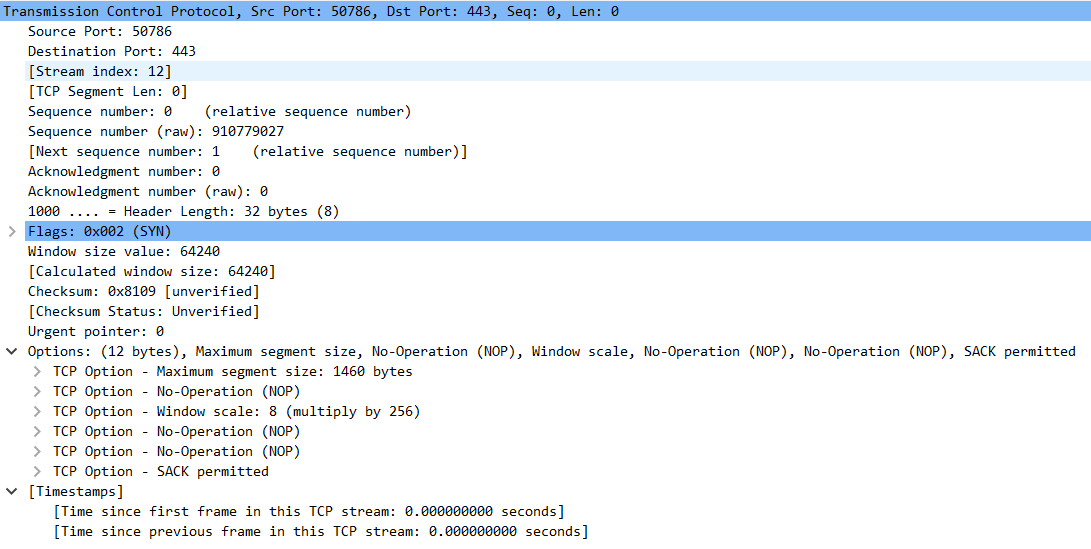 Transmission Control Protocol, Src Port: 50786, Dst Port: 443, Seq: 0, Len: 0
Source Port: 50786
Destination Port: 443
[Stream index: 12]
[TCP Segment Len: 0]
Sequence number: 0    (relative sequence number)
Sequence number (raw): 910779027
[Next sequence number: 1    (relative sequence number)]
Acknowledgment number: 0
Acknowledgment number (raw): 0
1000 .... = Header Length: 32 bytes (8)
Flags: 0x002 (SYN)
Window size value: 64240
[Calculated window size: 64240]
Checksum: 0x8109 [unverified]
[Checksum Status: Unverified]
Urgent pointer: 0
Options: (12 bytes), Maximum segment size, No-Operation (NOP), Window scale, No-Operation (NOP), No-Operation (NOP), SACK permitted
TCP Option - Maximum segment size: 1460 bytes
TCP Option - No-Operation (NOP)
TCP Option - Window scale: 8 (multiply by 256)
TCP Option - No-Operation (NOP)
TCP Option - No-Operation (NOP)
TCP Option - SACK permitted
[Timestamps]
[Time since first frame in this TCP stream: 0.000000000 seconds]
[Time since previous frame in this TCP stream: 0.000000000 seconds]